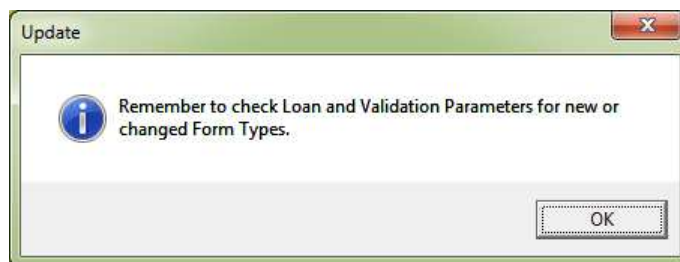 Update
Remember to check Loan and Validation Parameters for new or
changed Form Types.
OK